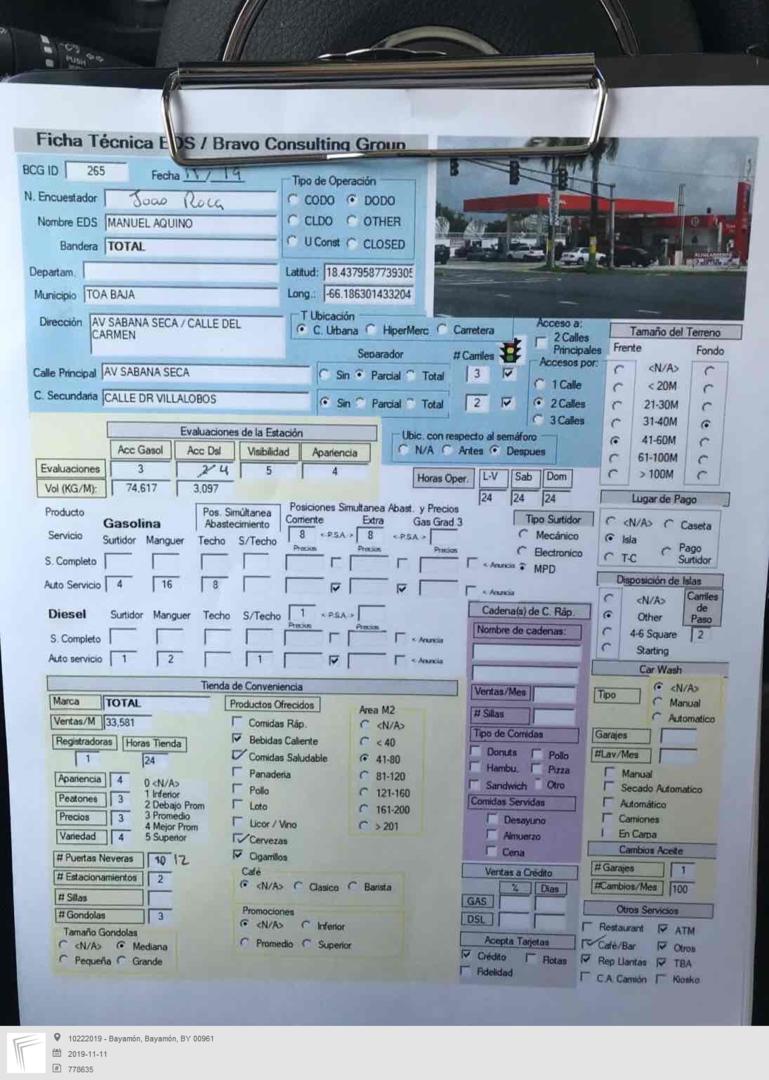 PUSH
Ficha Técnica EDS / Bravo Consulting Group
BCG ID 265 Fecha 11/19
N. Encuestador Joao Roca
Nombre EDS MANUEL AQUINO
Bandera TOTAL
Tipo de Operación
CODO DODO
CLDO OTHER
U Const CLOSED
Departam.
Municipio TOA BAJA
Latitud: 18.4379587739305
Long.: -66.186301433204
Dirección AV SABANA SECA / CALLE DEL
CARMEN
T Ubicación
C. Urbana HiperMerc Carretera
Acceso a:
2 Calles
Principales
Separador # Carriles
Calle Principal AV SABANA SECA Sin Parcial Total 3
C. Secundaria CALLE DR VILLALOBOS Sin Parcial Total 2
Accesos por:
1 Calle
2 Calles
3 Calles
Tamaño del Terreno
Frente Fondo
<N/A>
< 20M
21-30M
31-40M
41-60M
61-100M
> 100M
Evaluaciones de la Estación
Acc Gasol Acc Dsl Visibilidad Apariencia
Evaluaciones 3 4 5 4
Vol (KG/M): 74,617 3,097
Ubic. con respecto al semáforo
N/A Antes Despues
Horas Oper. L-V Sab Dom
24 24 24
Lugar de Pago
<N/A> Caseta
Isla
T-C Pago
Surtidor
Producto
Servicio
Gasolina
Surtidor Manguer
Pos. Simúltanea
Abastecimiento
Techo S/Techo
Posiciones Simultanea Abast. y Precios
Corriente Extra Gas Grad 3
8 <-P.S.A.-> 8 <-P.S.A.->
Precios Precios Precios
S. Completo < Anuncia
Auto Servicio 4 16 8 < Anuncia
Tipo Surtidor
Mecánico
Electronico
MPD
Disposición de Islas
<N/A>
Other
4-6 Square
Starting
Carriles
de
Paso
2
Diesel Surtidor Manguer Techo S/Techo 1 <-P.S.A.->
Precios Precios
S. Completo < Anuncia
Auto servicio 1 2 1 < Anuncia
Cadena(s) de C. Ráp.
Nombre de cadenas:
Ventas/Mes
# Sillas
Tipo de Comidas
Donuts Pollo
Hambu. Pizza
Sandwich Otro
Comidas Servidas
Desayuno
Almuerzo
Cena
Car Wash
Tipo <N/A>
Manual
Automatico
Garajes
#Lav/Mes
Manual
Secado Automatico
Automático
Camiones
En Carpa
Tienda de Conveniencia
Marca TOTAL
Ventas/M 33,581
Registradoras Horas Tienda
1 24
Apariencia 4
Peatones 3
Precios 3
Variedad 4
0 <N/A>
1 Inferior
2 Debajo Prom
3 Promedio
4 Mejor Prom
5 Superior
# Puertas Neveras 10 12
# Estacionamientos 2
# Sillas
# Gondolas 3
Tamaño Gondolas
<N/A> Mediana
Pequeña Grande
Productos Ofrecidos
Comidas Ráp.
Bebidas Caliente
Comidas Saludable
Panaderia
Pollo
Loto
Licor / Vino
Cervezas
Cigarrillos
Area M2
<N/A>
< 40
41-80
81-120
121-160
161-200
> 201
Café
<N/A> Clasico Barista
Promociones
<N/A> Inferior
Promedio Superior
Ventas a Crédito
% Dias
GAS
DSL
Acepta Tarjetas
Crédito Flotas
Fidelidad
Cambios Aceite
# Garajes 1
#Cambios/Mes 100
Otros Servicios
Restaurant ATM
Café/Bar Otros
Rep Llantas TBA
C.A. Camión Kiosko
10222019 - Bayamón, Bayamón, BY 00961
2019-11-11
778635